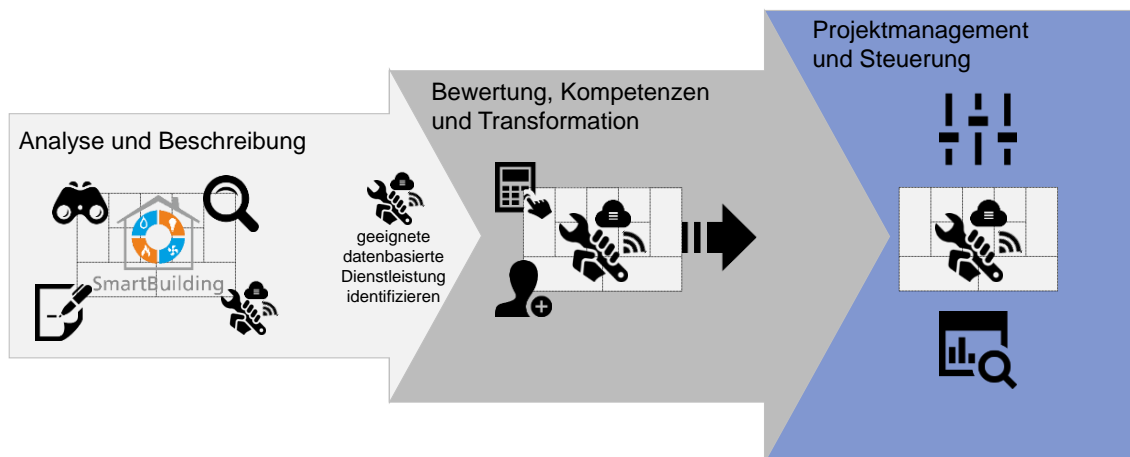 Analyse und Beschreibung
SmartBuilding
geeignete
datenbasierte
Dienstleistung
identifizieren
Bewertung, Kompetenzen
und Transformation
Projektmanagement
und Steuerung